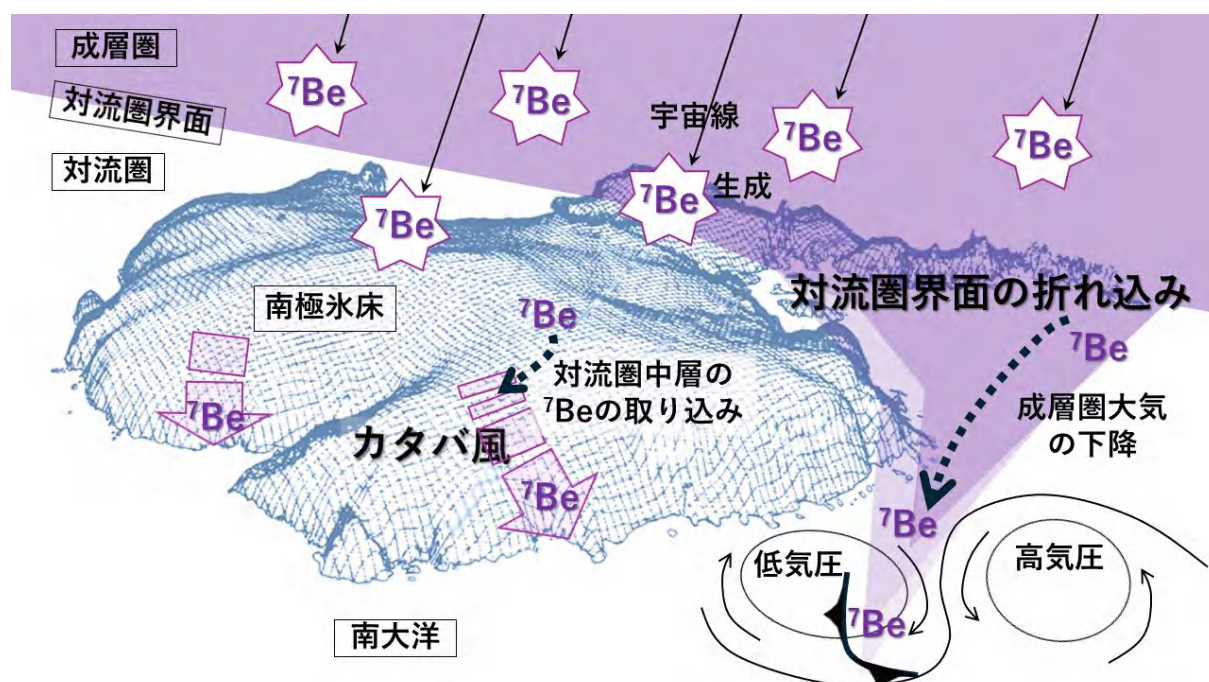 成層圏
対流圏界面
対流圏
⁷Be
⁷Be
⁷Be
⁷Be
宇宙線
⁷Be
生成
⁷Be
南極氷床
⁷Be
対流圏中層の
⁷Beの取り込み
対流圏界面の折れ込み
⁷Be
成層圏大気
の下降
⁷Be
カタバ風
⁷Be
⁷Be
低気圧
高気圧
⁷Be
南大洋